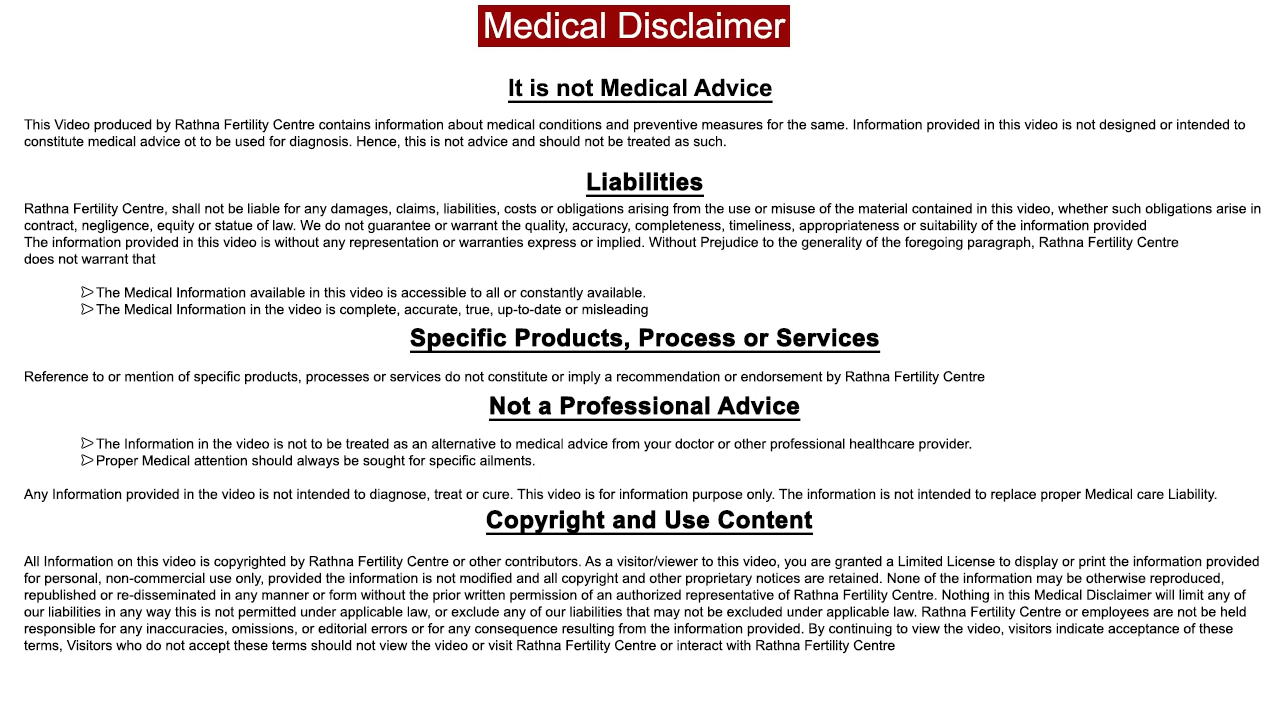 Medical Disclaimer
It is not Medical Advice
This Video produced by Rathna Fertility Centre contains information about medical conditions and preventive measures for the same. Information provided in this video is not designed or intended to
constitute medical advice ot to be used for diagnosis. Hence, this is not advice and should not be treated as such.
Liabilities
Rathna Fertility Centre, shall not be liable for any damages, claims, liabilities, costs or obligations arising from the use or misuse of the material contained in this video, whether such obligations arise in
contract, negligence, equity or statue of law. We do not guarantee or warrant the quality, accuracy, completeness, timeliness, appropriateness or suitability of the information provided
The information provided in this video is without any representation or warranties express or implied. Without Prejudice to the generality of the foregoing paragraph, Rathna Fertility Centre
does not warrant that
The Medical Information available in this video is accessible to all or constantly available.
The Medical Information in the video is complete, accurate, true, up-to-date or misleading
Specific Products, Process or Services
Reference to or mention of specific products, processes or services do not constitute or imply a recommendation or endorsement by Rathna Fertility Centre
Not a Professional Advice
The Information in the video is not to be treated as an alternative to medical advice from your doctor or other professional healthcare provider.
Proper Medical attention should always be sought for specific ailments.
Any Information provided in the video is not intended to diagnose, treat or cure. This video is for information purpose only. The information is not intended to replace proper Medical care Liability.
Copyright and Use Content
All Information on this video is copyrighted by Rathna Fertility Centre or other contributors. As a visitor/viewer to this video, you are granted a Limited License to display or print the information provided
for personal, non-commercial use only, provided the information is not modified and all copyright and other proprietary notices are retained. None of the information may be otherwise reproduced,
republished or re-disseminated in any manner or form without the prior written permission of an authorized representative of Rathna Fertility Centre. Nothing in this Medical Disclaimer will limit any of
our liabilities in any way this is not permitted under applicable law, or exclude any of our liabilities that may not be excluded under applicable law. Rathna Fertility Centre or employees are not be held
responsible for any inaccuracies, omissions, or editorial errors or for any consequence resulting from the information provided. By continuing to view the video, visitors indicate acceptance of these
terms, Visitors who do not accept these terms should not view the video or visit Rathna Fertility Centre or interact with Rathna Fertility Centre